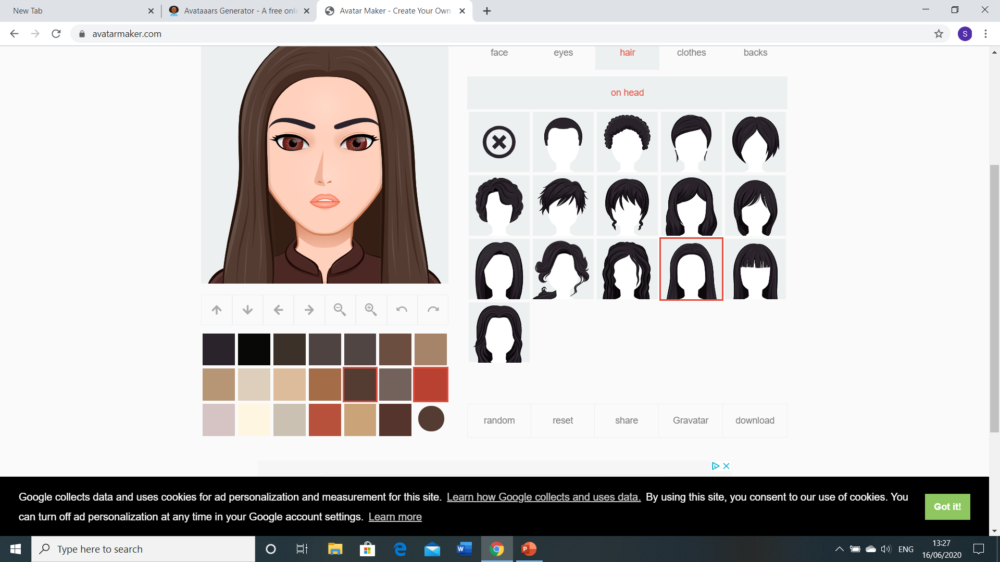 New Tab
Avataaars Generator - A free onli
Avatar Maker - Create Your Own
avatarmaker.com
S
face
eyes
hair
clothes
backs
on head
random
reset
share
Gravatar
download
Google collects data and uses cookies for ad personalization and measurement for this site. Learn how Google collects and uses data. By using this site, you consent to our use of cookies. You
can turn off ad personalization at any time in your Google account settings. Learn more
Got it!
Type here to search
W
P
ENG
13:27
16/06/2020